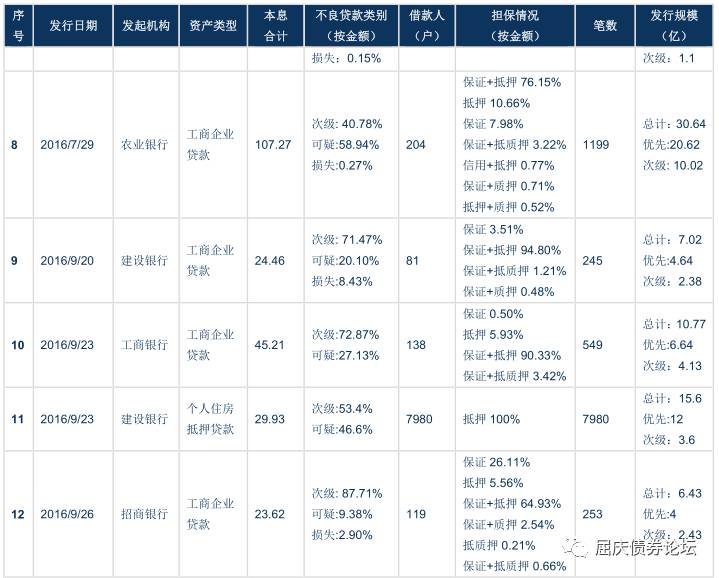 序号 发行日期 发起机构 资产类型 本息合计 不良贷款类别（按金额） 借款人（户） 担保情况（按金额） 笔数 发行规模（亿）
损失：0.15% 次级：1.1
8 2016/7/29 农业银行 工商企业贷款 107.27 次级: 40.78% 可疑:58.94% 损失:0.27% 204 保证+抵押 76.15% 抵押 10.66% 保证 7.98% 保证+抵质押 3.22% 信用+抵押 0.77% 保证+质押 0.71% 抵押+质押 0.52% 1199 总计：30.64 优先:20.62 次级: 10.02
9 2016/9/20 建设银行 工商企业贷款 24.46 次级: 71.47% 可疑:20.10% 损失:8.43% 81 保证 3.51% 保证+抵押 94.80% 保证+抵质押 1.21% 保证+质押 0.48% 245 总计：7.02 优先:4.64 次级：2.38
10 2016/9/23 工商银行 工商企业贷款 45.21 次级:72.87% 可疑:27.13% 138 保证 0.50% 抵押 5.93% 保证+抵押 90.33% 保证+抵质押 3.42% 549 总计：10.77 优先:6.64 次级：4.13
11 2016/9/23 建设银行 个人住房抵押贷款 29.93 次级:53.4% 可疑:46.6% 7980 抵押 100% 7980 总计：15.6 优先:12 次级：3.6
12 2016/9/26 招商银行 工商企业贷款 23.62 次级: 87.71% 可疑:9.38% 损失:2.90% 119 保证 26.11% 抵押 5.56% 保证+抵押 64.93% 保证+质押 2.54% 抵质押 0.21% 保证+抵质押 0.66% 253 总计：6.43 优先:4 次级：2.43
屈庆债券论坛